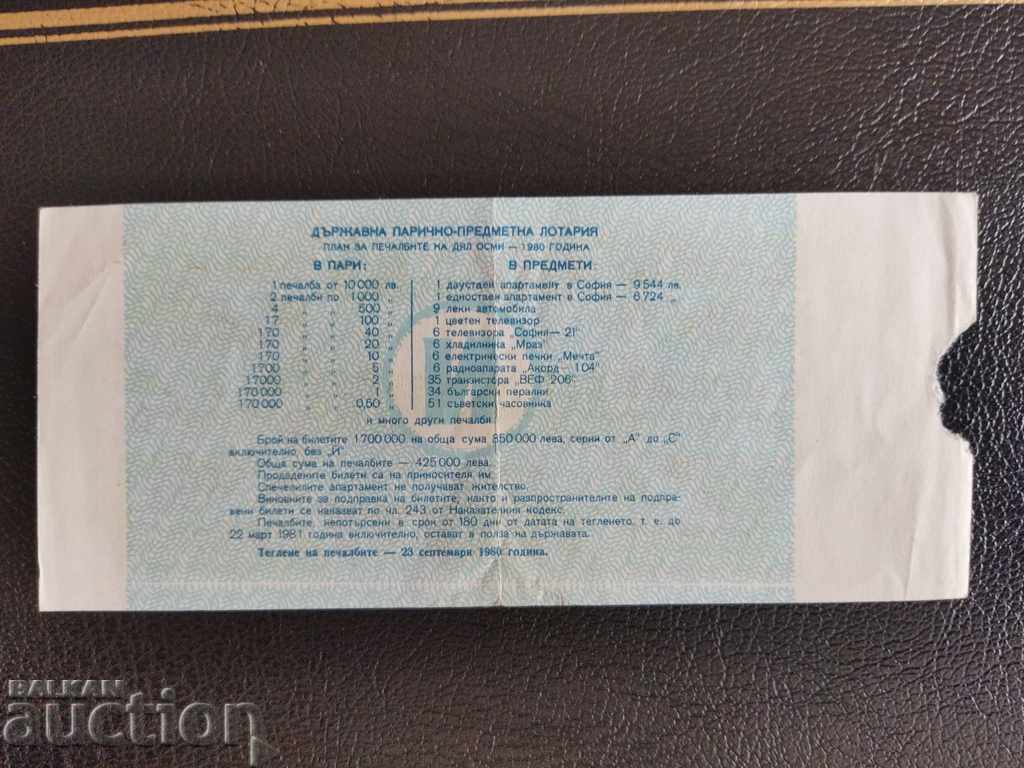 ДЪРЖАВНА ПАРИЧНО-ПРЕДМЕТНА ЛОТАРИЯ
ПЛАН ЗА ПЕЧАЛБИТЕ НА ДЯЛ ОСМИ — 1980 ГОДИНА
В ПАРИ:
1 печалба от 10 000 лв.
2 печалби по 1 000 „
4 „ „ 500 „
17 „ „ 100 „
170 „ „ 40 „
170 „ „ 20 „
170 „ „ 10 „
1700 „ „ 5 „
17000 „ „ 2 „
170 000 „ „ 1 „
170 000 „ „ 0,50 „
В ПРЕДМЕТИ:
1 двустаен апартамент в София — 9 544 лв.
1 едностаен апартамент в София — 6 724 „
9 леки автомобила
1 цветен телевизор
6 телевизора „София — 21“
6 хладилника „Мраз“
6 електрически печки „Мечта“
6 радиоапарата „Акорд — 104“
35 транзистора „ВЕФ 206“
34 български перални
51 съветски часовника
и много други печалби
Брой на билетите 1 700 000 на обща сума 850 000 лева, серии от „А“ до „С“
включително, без „Й“.
Обща сума на печалбите — 425 000 лева.
Продадените билети са на приносителя им.
Спечелилите апартамент не получават жителство.
Виновните за подправка на билетите, както и разпространителите на подпра-
вени билети се наказват по чл. 243 от Наказателния кодекс.
Печалбите, непотърсени в срок от 180 дни от датата на тегленето, т. е. до
22 март 1981 година включително, остават в полза на държавата.
Теглене на печалбите — 23 септември 1980 година.
BALKAN
auction